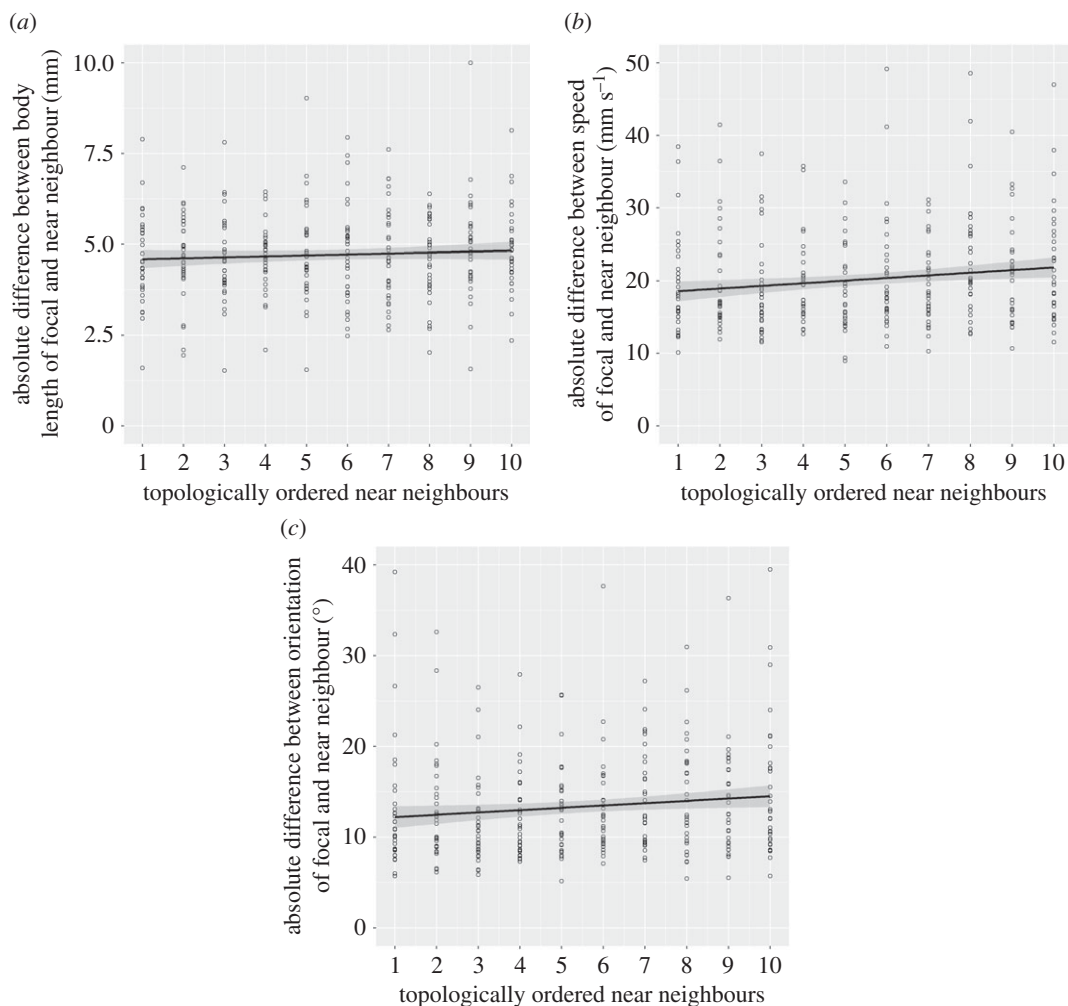 (a)
10.0
7.5
5.0
2.5
0
absolute difference between body
length of focal and near neighbour (mm)
1 2 3 4 5 6 7 8 9 10
topologically ordered near neighbours
(b)
50
40
30
20
10
0
absolute difference between speed
of focal and near neighbour (mm s⁻¹)
1 2 3 4 5 6 7 8 9 10
topologically ordered near neighbours
(c)
40
30
20
10
0
absolute difference between orientation
of focal and near neighbour (°)
1 2 3 4 5 6 7 8 9 10
topologically ordered near neighbours